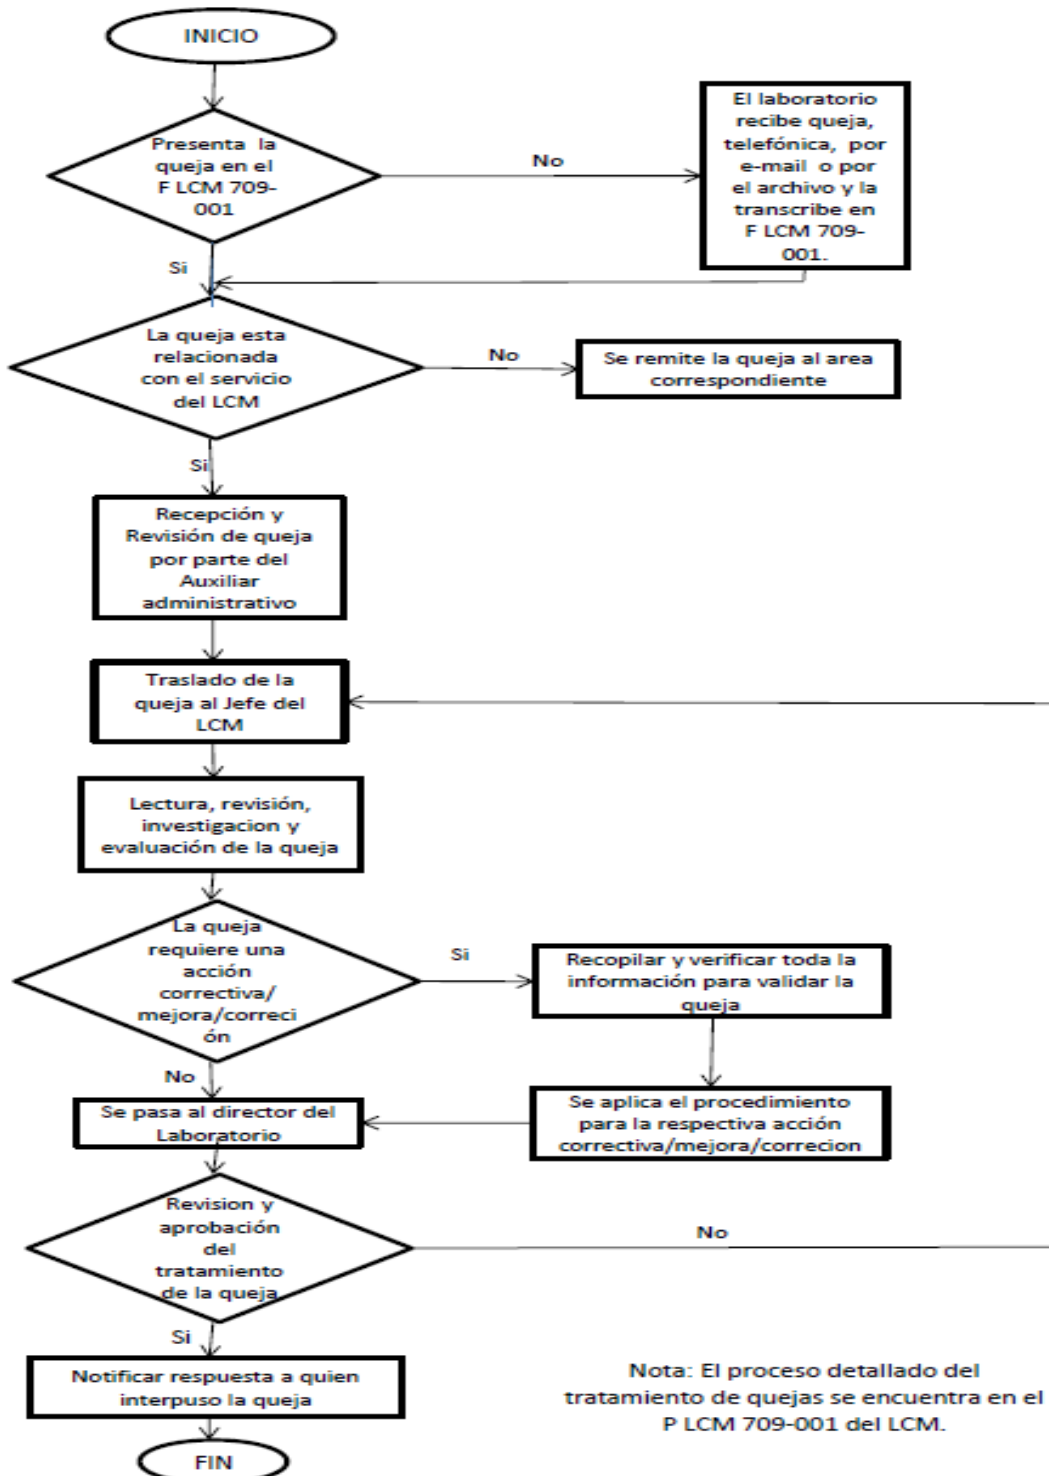 INICIO
Presenta la
queja en el
F LCM 709-
001
No
El laboratorio
recibe queja,
telefónica, por
e-mail o por
el archivo y la
transcribe en
F LCM 709-
001.
Si
La queja esta
relacionada
con el servicio
del LCM
No
Se remite la queja al area
correspondiente
Si
Recepción y
Revisión de queja
por parte del
Auxiliar
administrativo
Traslado de la
queja al Jefe del
LCM
Lectura, revisión,
investigacion y
evaluación de la queja
La queja
requiere una
acción
correctiva/
mejora/correci
ón
Si
Recopilar y verificar toda la
información para validar la
queja
No
Se pasa al director del
Laboratorio
Se aplica el procedimiento
para la respectiva acción
correctiva/mejora/correcion
Revision y
aprobación
del
tratamiento
de la queja
No
Si
Notificar respuesta a quien
interpuso la queja
Nota: El proceso detallado del
tratamiento de quejas se encuentra en el
P LCM 709-001 del LCM.
FIN